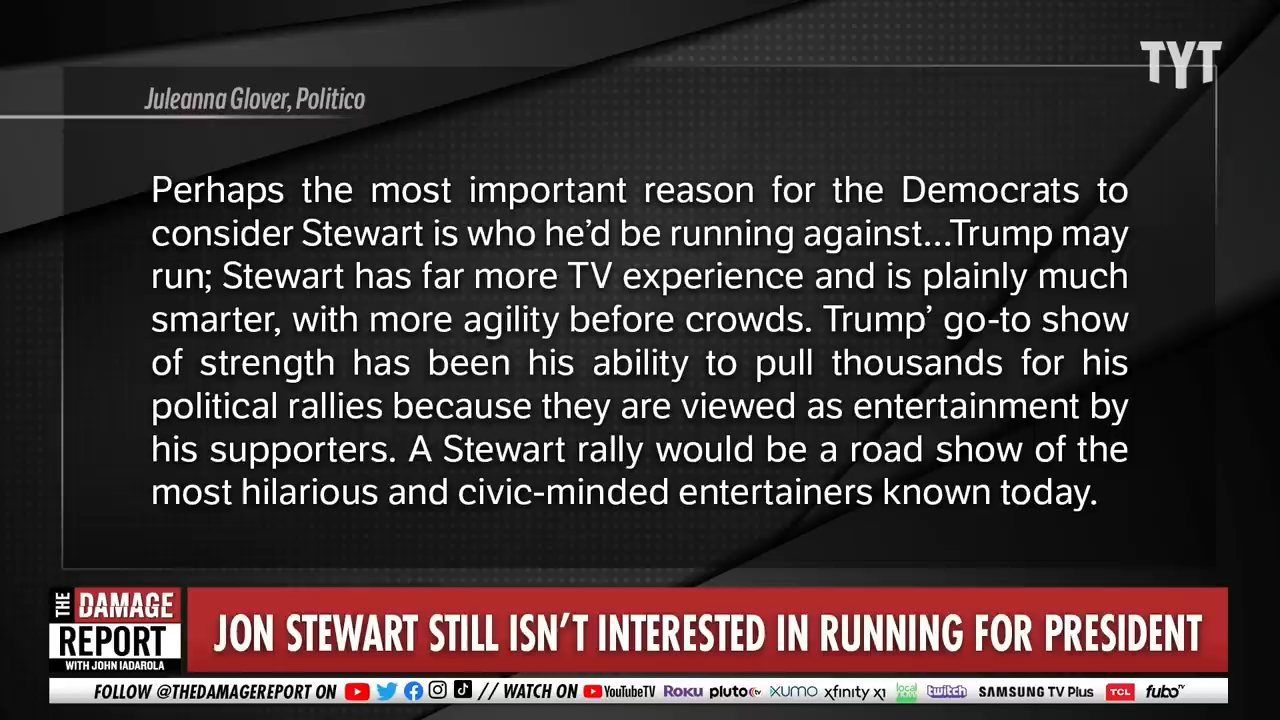 TYT
Juleanna Glover, Politico
Perhaps the most important reason for the Democrats to
consider Stewart is who he’d be running against...Trump may
run; Stewart has far more TV experience and is plainly much
smarter, with more agility before crowds. Trump’ go-to show
of strength has been his ability to pull thousands for his
political rallies because they are viewed as entertainment by
his supporters. A Stewart rally would be a road show of the
most hilarious and civic-minded entertainers known today.
THE DAMAGE REPORT
WITH JOHN IADAROLA
JON STEWART STILL ISN’T INTERESTED IN RUNNING FOR PRESIDENT
FOLLOW @THEDAMAGEREPORT ON // WATCH ON YouTubeTV ROKU pluto tv XUMO xfinity x1 local now twitch SAMSUNG TV Plus TCL fubo TV